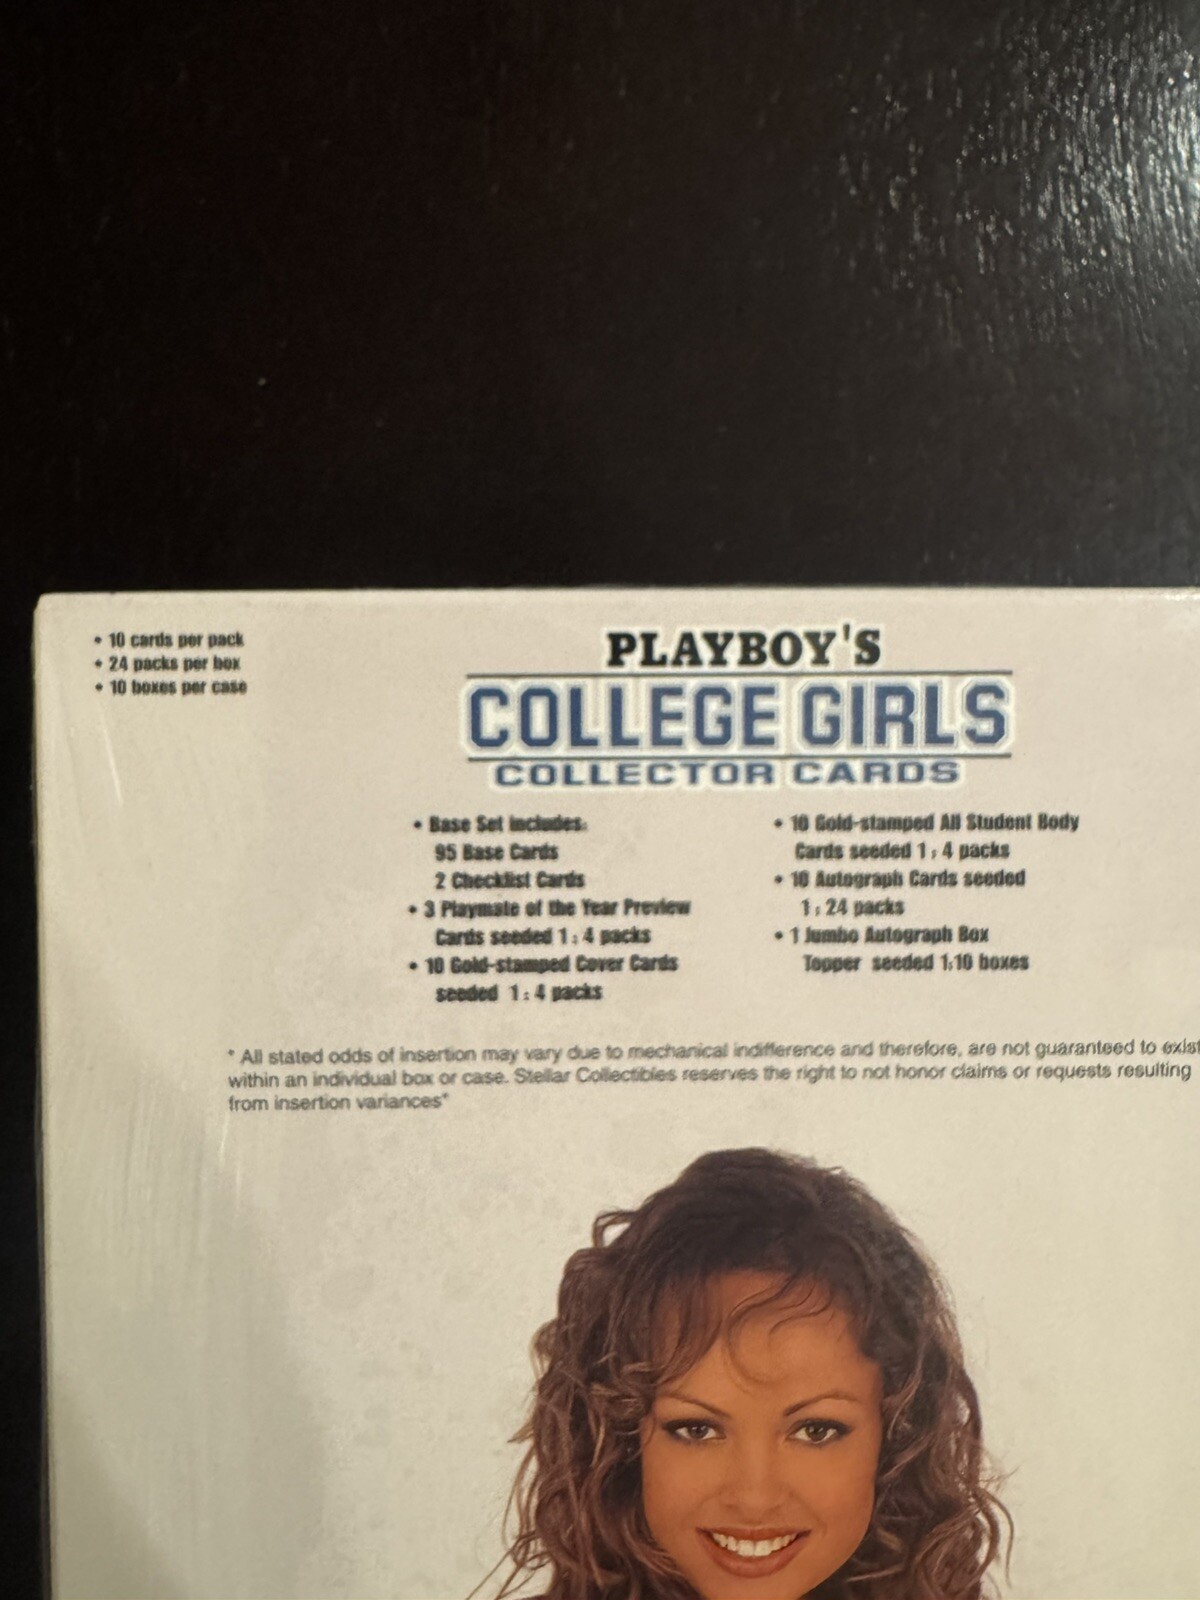 • 10 cards per pack
• 24 packs per box
• 10 boxes per case
PLAYBOY'S
COLLEGE GIRLS
COLLECTOR CARDS
• Base Set includes:
95 Base Cards
2 Checklist Cards
• 3 Playmate of the Year Preview
Cards seeded 1:4 packs
• 10 Gold-stamped Cover Cards
seeded 1:4 packs
• 10 Gold-stamped All Student Body
Cards seeded 1:4 packs
• 10 Autograph Cards seeded
1:24 packs
• 1 Jumbo Autograph Box
Topper seeded 1:10 boxes
* All stated odds of insertion may vary due to mechanical indifference and therefore, are not guaranteed to exist
within an individual box or case. Stellar Collectibles reserves the right to not honor claims or requests resulting
from insertion variances*